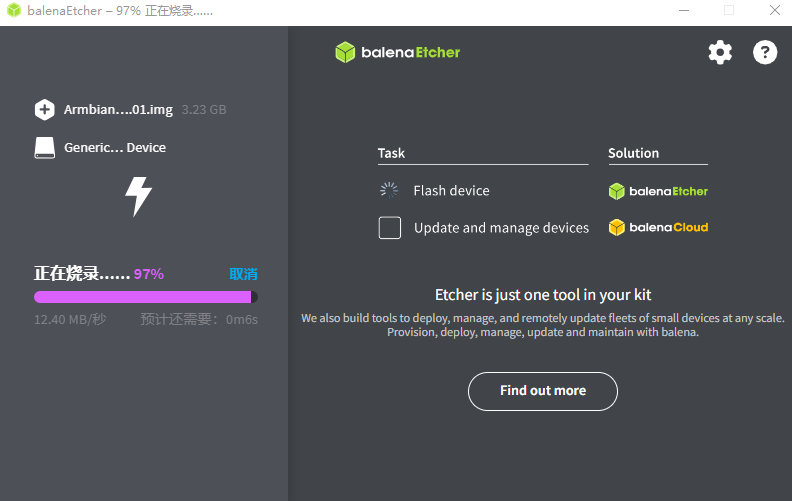 balenaEtcher – 97% 正在烧录......
balenaEtcher
Armbian....01.img 3.23 GB
Generic... Device
正在烧录...... 97% 取消
12.40 MB/秒 预计还需要：0m6s
Task Solution
Flash device balenaEtcher
Update and manage devices balenaCloud
Etcher is just one tool in your kit
We also build tools to deploy, manage, and remotely update fleets of small devices at any scale.
Provision, deploy, manage, update and maintain with balena.
Find out more